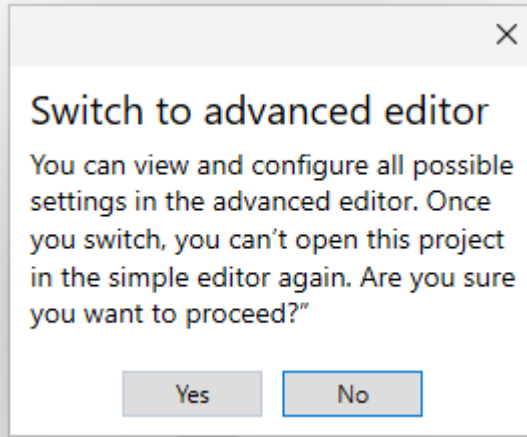 Switch to advanced editor
You can view and configure all possible
settings in the advanced editor. Once
you switch, you can’t open this project
in the simple editor again. Are you sure
you want to proceed?”
Yes No